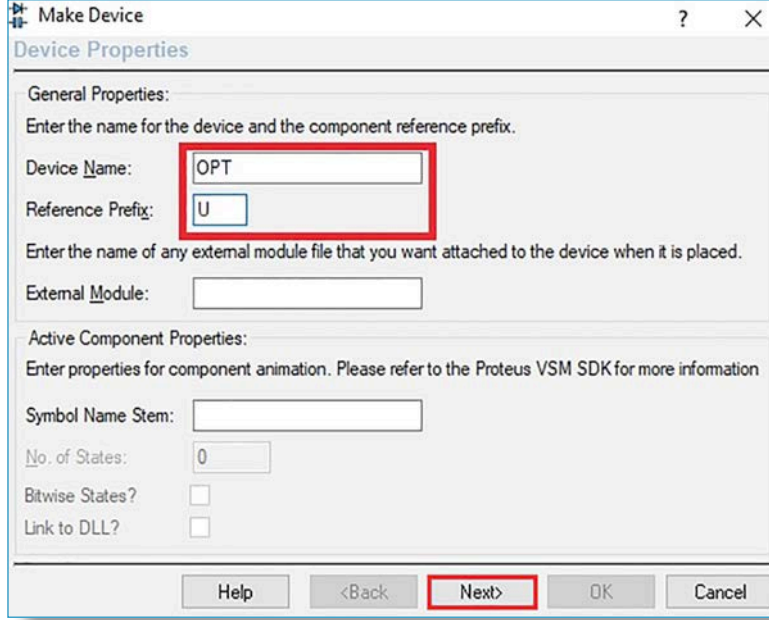 Make Device ? ×
Device Properties
General Properties:
Enter the name for the device and the component reference prefix.
Device Name: OPT
Reference Prefix: U
Enter the name of any external module file that you want attached to the device when it is placed.
External Module:
Active Component Properties:
Enter properties for component animation. Please refer to the Proteus VSM SDK for more information
Symbol Name Stem:
No. of States: 0
Bitwise States?
Link to DLL?
Help <Back Next> OK Cancel